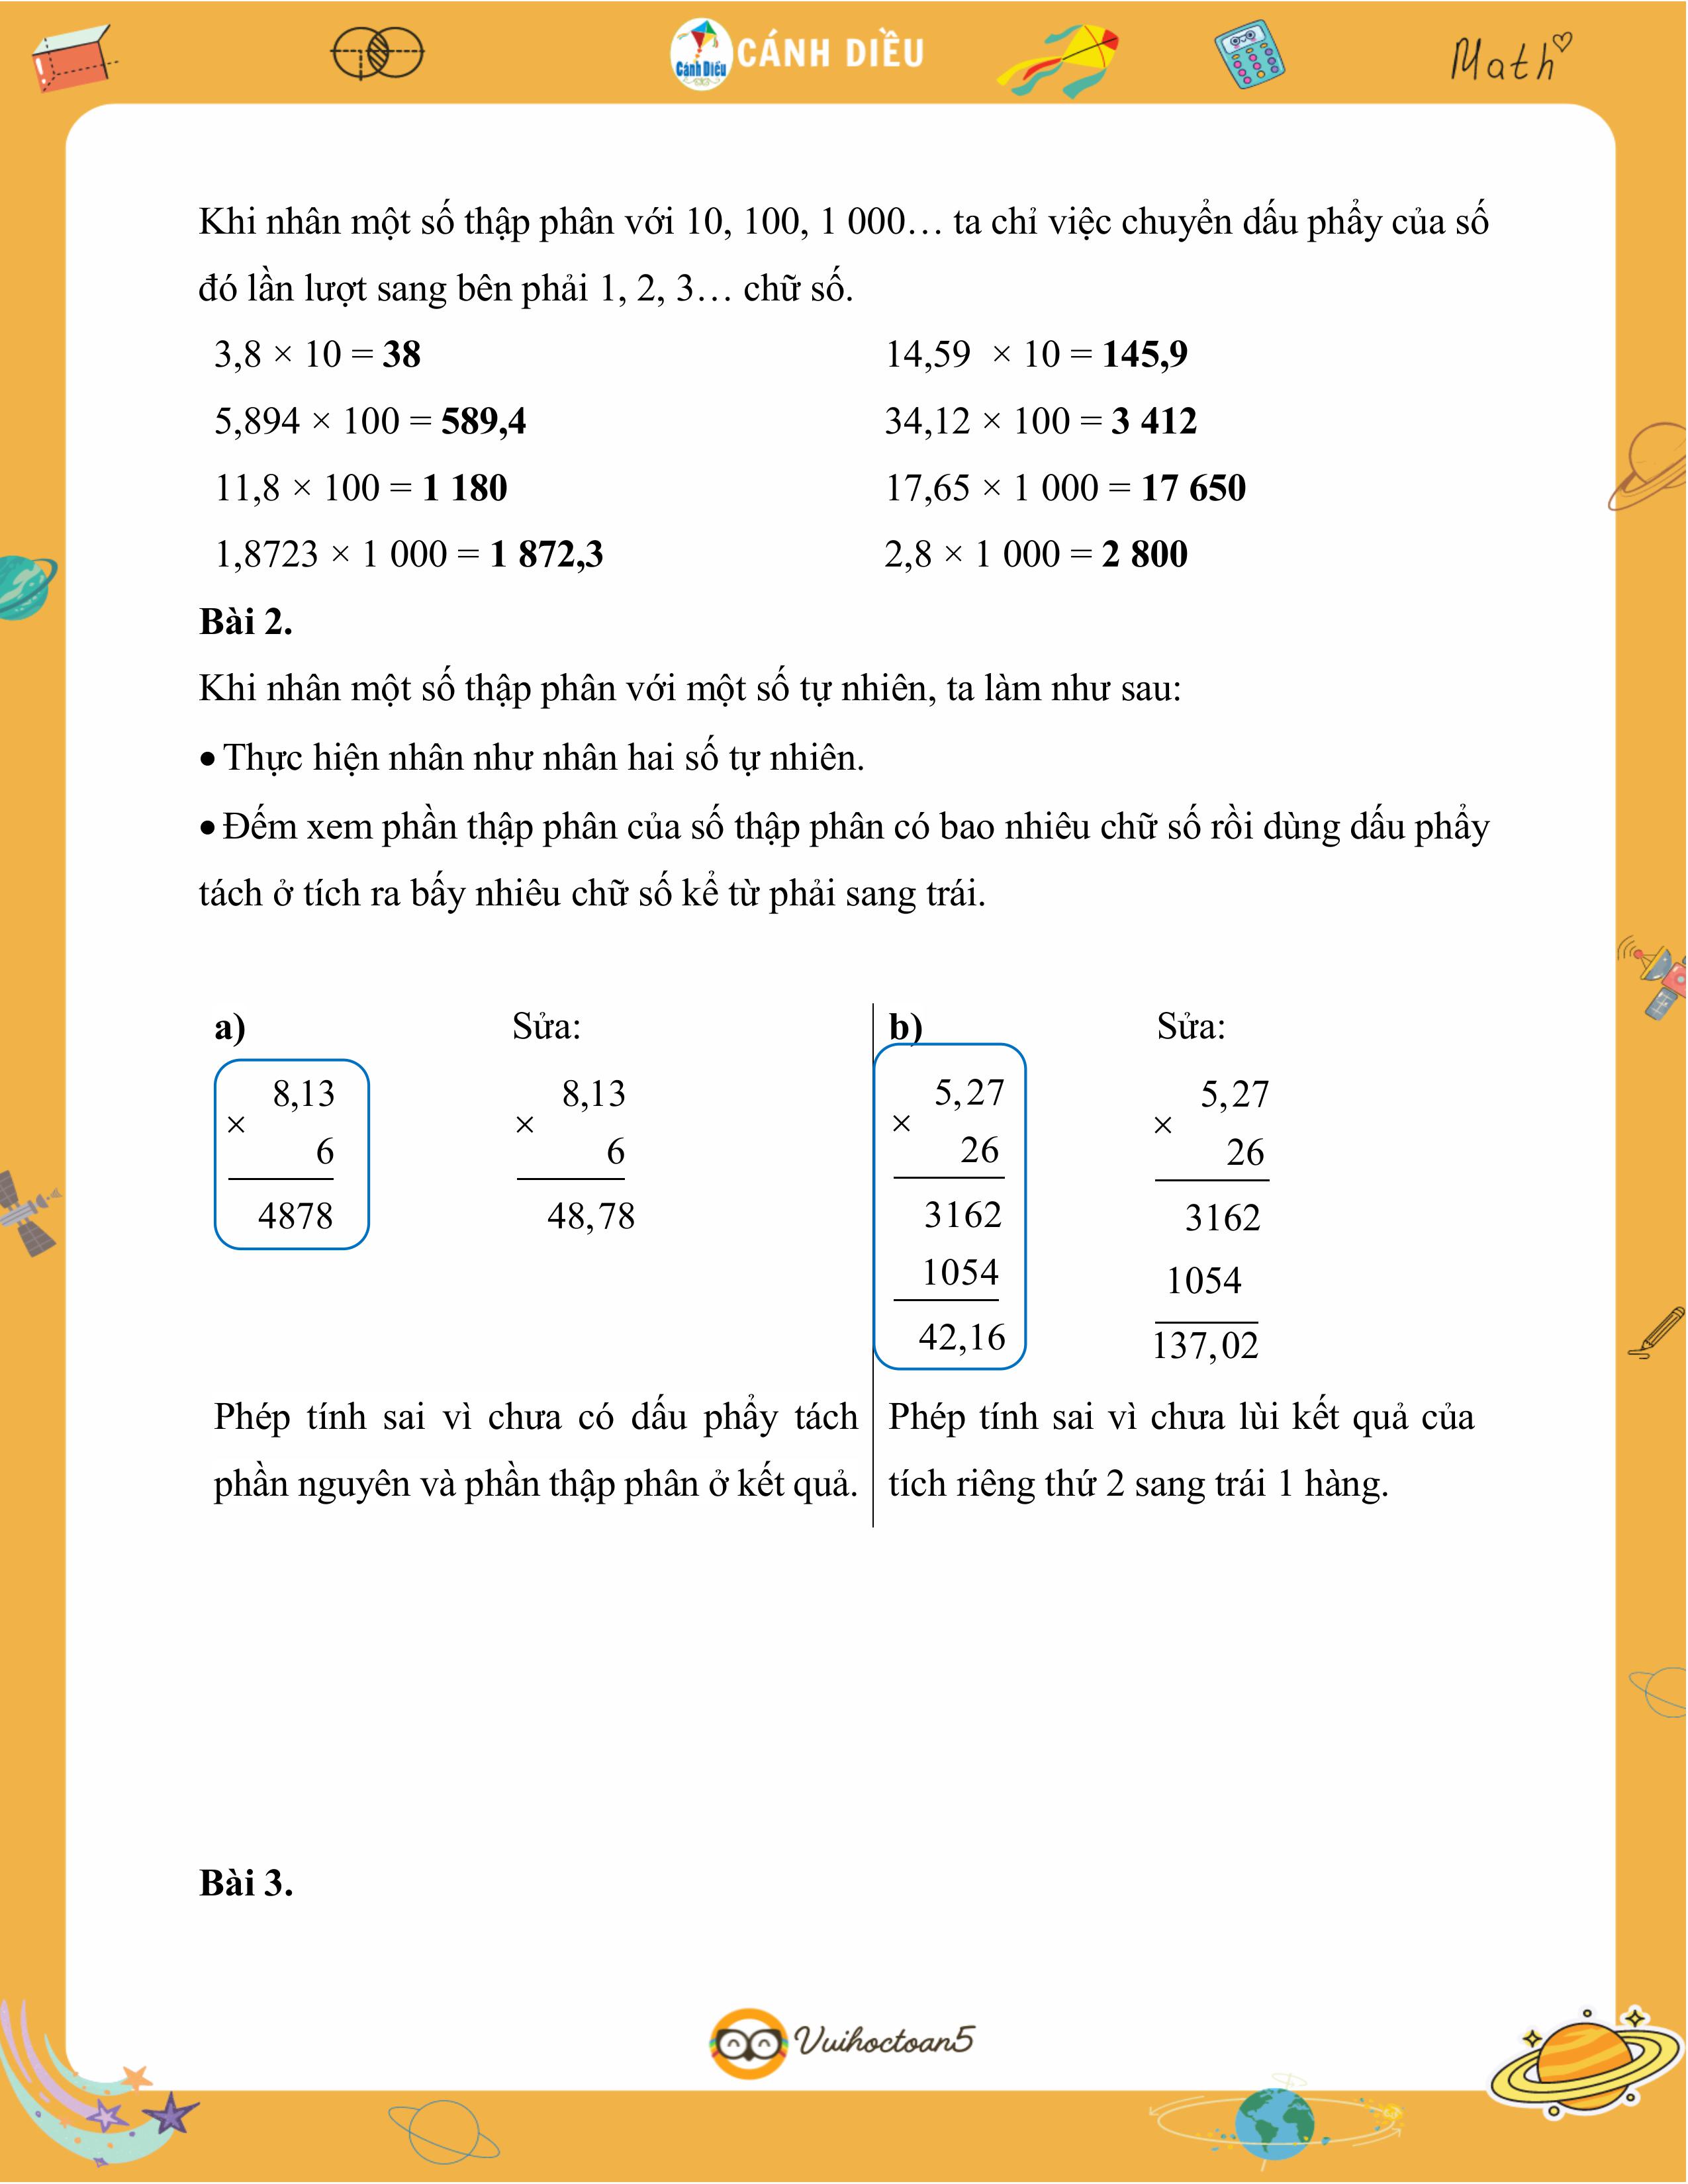 Cánh Diều CÁNH DIỀU
Math
Khi nhân một số thập phân với 10, 100, 1 000… ta chỉ việc chuyển dấu phẩy của số
đó lần lượt sang bên phải 1, 2, 3… chữ số.
3,8 × 10 = 38
14,59 × 10 = 145,9
5,894 × 100 = 589,4
34,12 × 100 = 3 412
11,8 × 100 = 1 180
17,65 × 1 000 = 17 650
1,8723 × 1 000 = 1 872,3
2,8 × 1 000 = 2 800
Bài 2.
Khi nhân một số thập phân với một số tự nhiên, ta làm như sau:
• Thực hiện nhân như nhân hai số tự nhiên.
• Đếm xem phần thập phân của số thập phân có bao nhiêu chữ số rồi dùng dấu phẩy
tách ở tích ra bấy nhiêu chữ số kể từ phải sang trái.
a)
8,13
×
6
4878
Sửa:
8,13
×
6
48,78
Phép tính sai vì chưa có dấu phẩy tách
phần nguyên và phần thập phân ở kết quả.
b)
5,27
×
26
3162
1054
42,16
Sửa:
5,27
×
26
3162
1054
137,02
Phép tính sai vì chưa lùi kết quả của
tích riêng thứ 2 sang trái 1 hàng.
Bài 3.
Vuihoctoan5